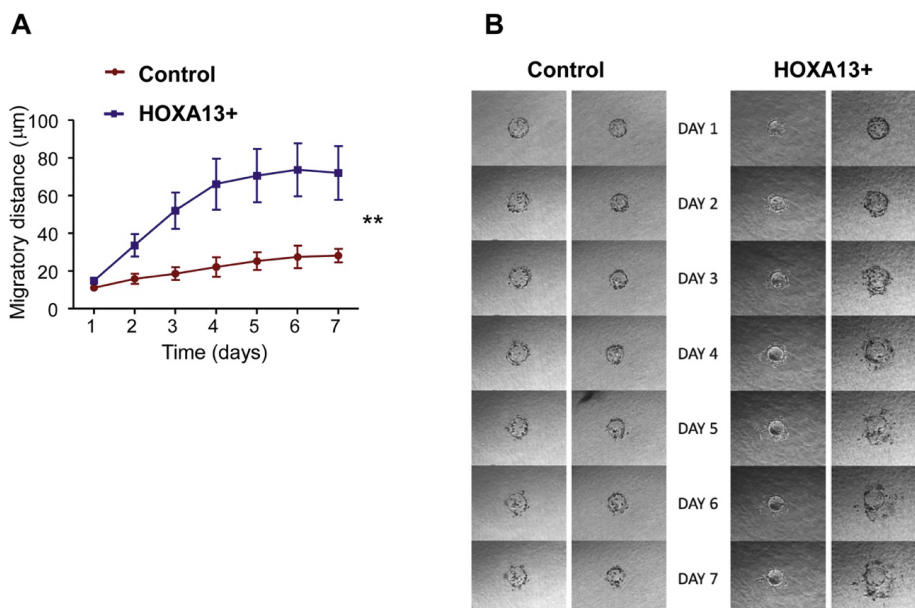 A
Control
HOXA13+
100
80
60
40
20
0
Migratory distance (µm)
**
1 2 3 4 5 6 7
Time (days)
B
Control HOXA13+
DAY 1
DAY 2
DAY 3
DAY 4
DAY 5
DAY 6
DAY 7